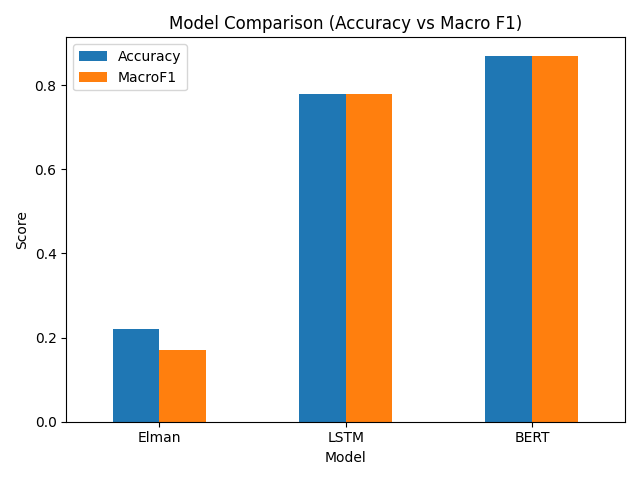 Model Comparison (Accuracy vs Macro F1)
Accuracy
MacroF1
Score
0.8
0.6
0.4
0.2
0.0
Elman LSTM BERT
Model